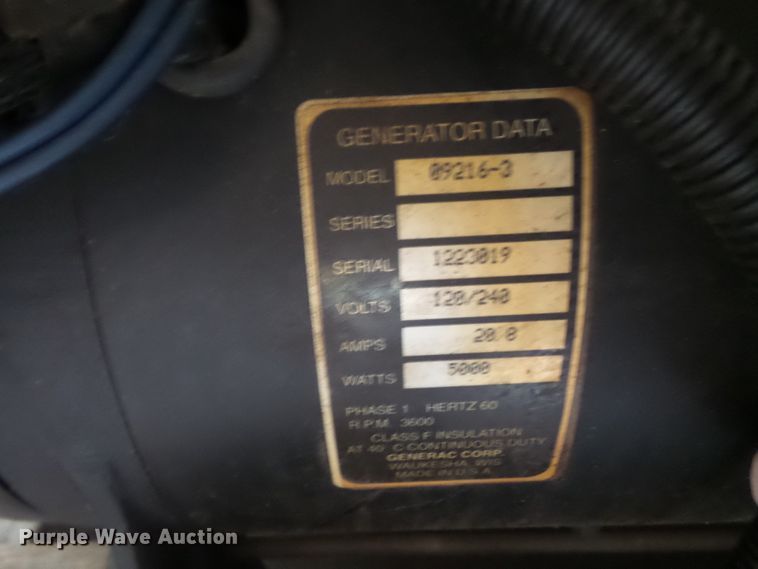 GENERATOR DATA
MODEL 09216-3
SERIES
SERIAL 1223019
VOLTS 120/240
AMPS 20.8
WATTS 5000
PHASE 1 HERTZ 60
R.P.M. 3600
CLASS F INSULATION
AT 40° C CONTINUOUS DUTY
GENERAC CORP.
WAUKESHA, WIS.
MADE IN U.S.A.
Purple Wave Auction